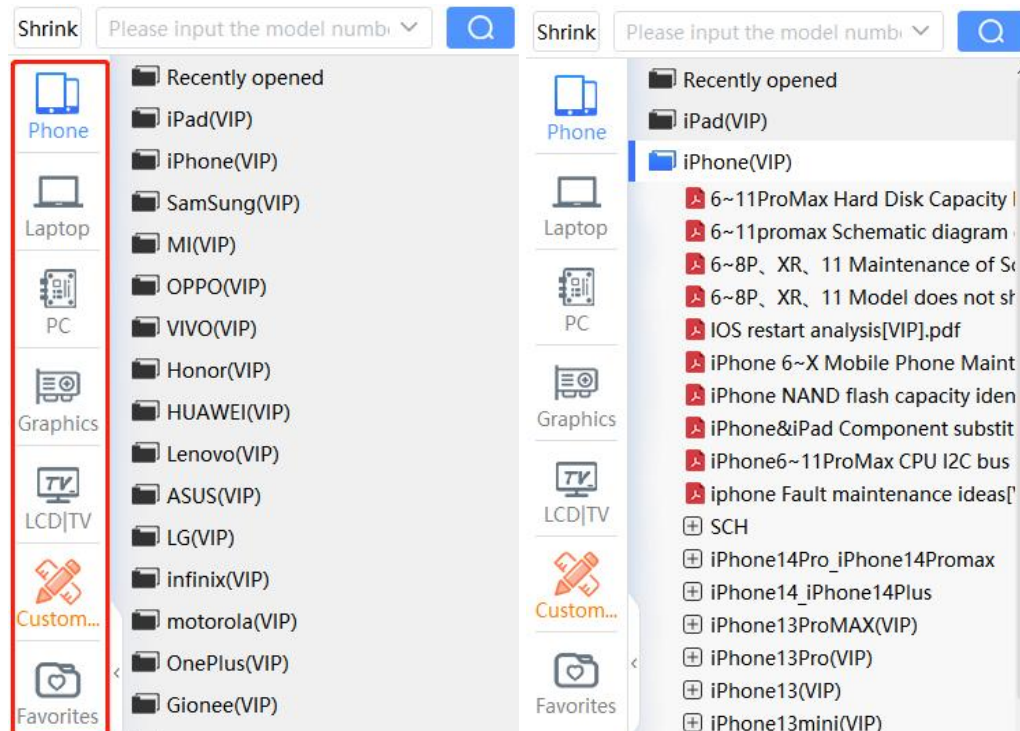 Shrink
Please input the model numb
Phone
Laptop
PC
Graphics
TV
LCD|TV
Custom...
Favorites
Recently opened
iPad(VIP)
iPhone(VIP)
SamSung(VIP)
MI(VIP)
OPPO(VIP)
VIVO(VIP)
Honor(VIP)
HUAWEI(VIP)
Lenovo(VIP)
ASUS(VIP)
LG(VIP)
infinix(VIP)
motorola(VIP)
OnePlus(VIP)
Gionee(VIP)
Shrink
Please input the model numb
Phone
Laptop
PC
Graphics
TV
LCD|TV
Custom...
Favorites
Recently opened
iPad(VIP)
iPhone(VIP)
6~11ProMax Hard Disk Capacity
6~11promax Schematic diagram
6~8P、XR、11 Maintenance of
6~8P、XR、11 Model does not
IOS restart analysis[VIP].pdf
iPhone 6~X Mobile Phone Maint
iPhone NAND flash capacity iden
iPhone&iPad Component substit
iPhone6~11ProMax CPU I2C bus
iphone Fault maintenance ideas[
SCH
iPhone14Pro_iPhone14Promax
iPhone14_iPhone14Plus
iPhone13ProMAX(VIP)
iPhone13Pro(VIP)
iPhone13(VIP)
iPhone13mini(VIP)